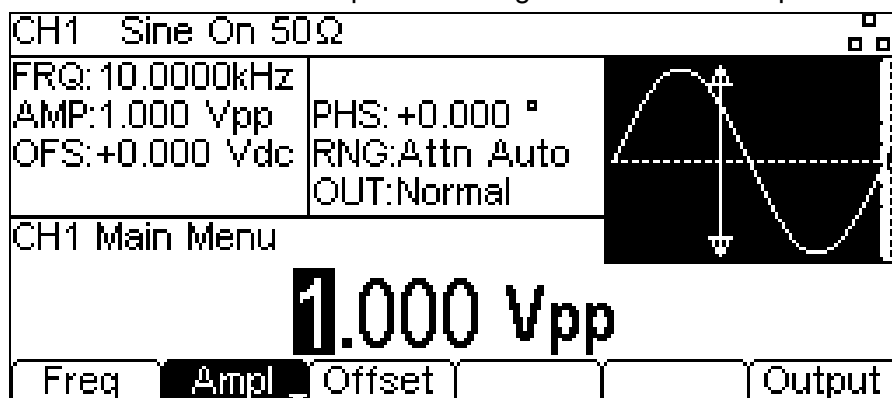 CH1 Sine On 50Ω
FRQ:10.0000kHz
AMP:1.000 Vpp
OFS:+0.000 Vdc
PHS:+0.000 °
RNG:Attn Auto
OUT:Normal
CH1 Main Menu
1.000 Vpp
Freq Ampl Offset Output